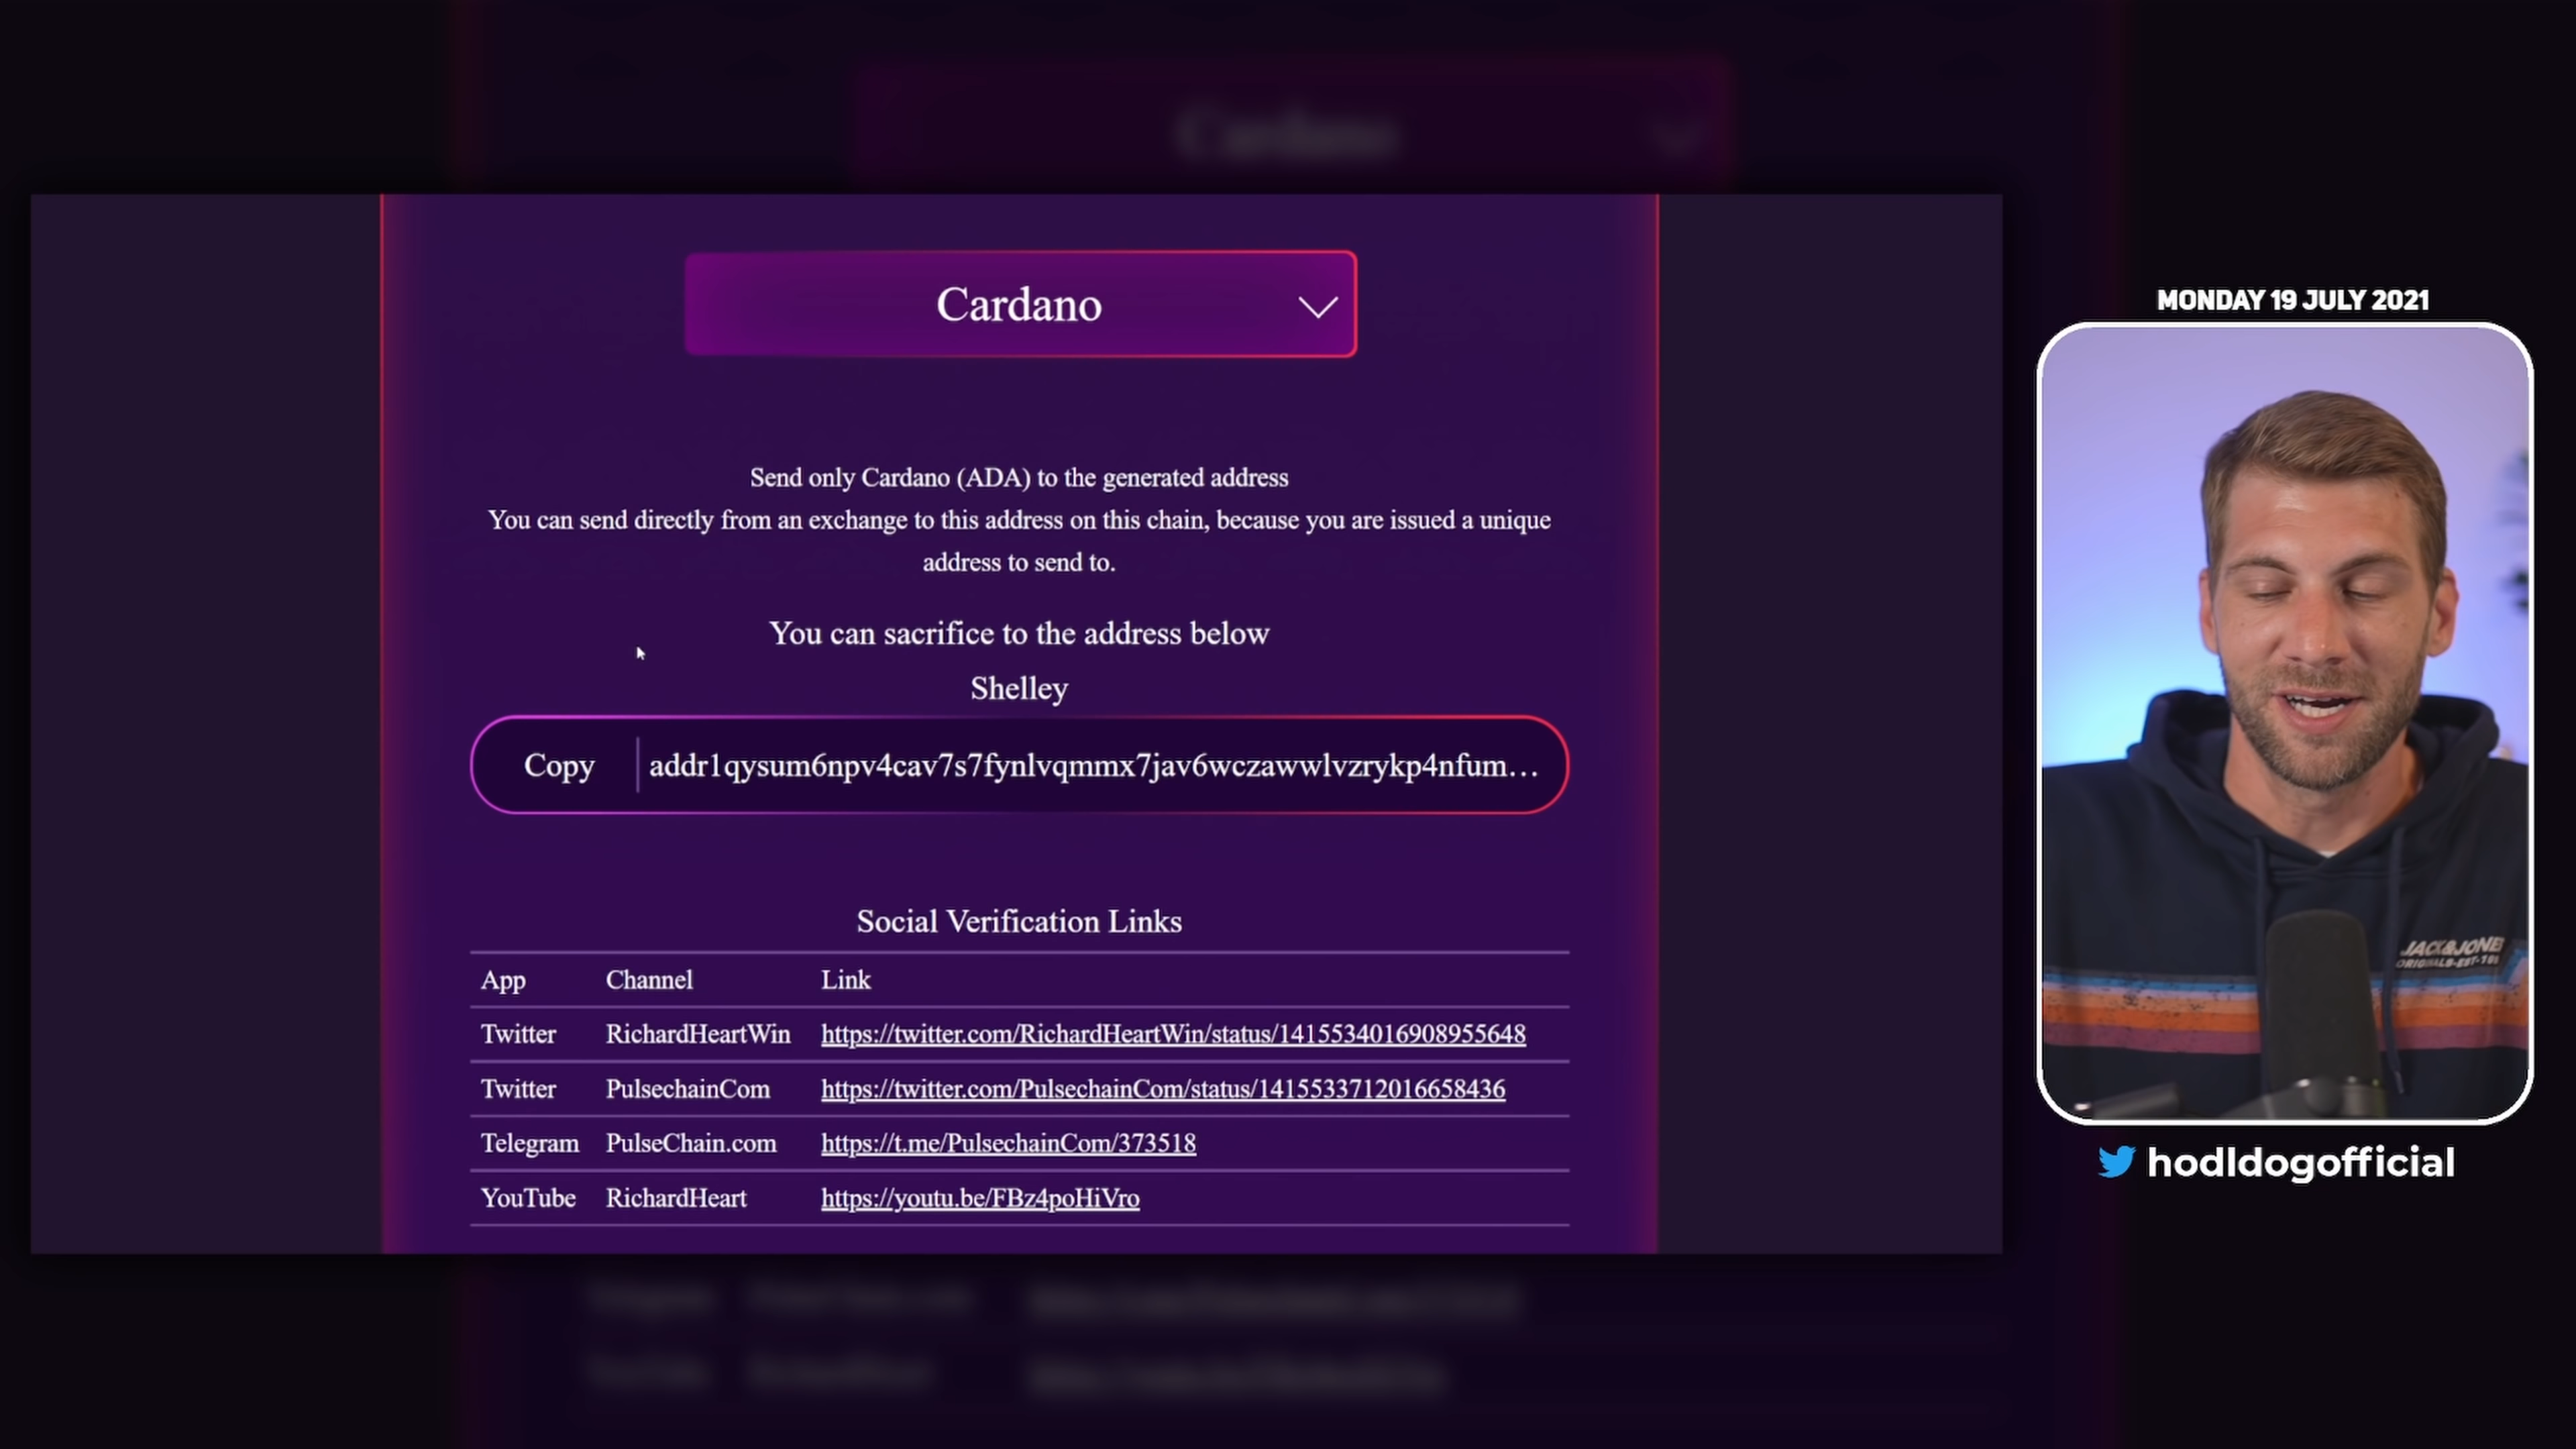 Cardano
Cardano
Send only Cardano (ADA) to the generated address
You can send directly from an exchange to this address on this chain, because you are issued a unique
address to send to.
You can sacrifice to the address below
Shelley
Copy addr1qysum6npv4cav7s7fynlvqmmx7jav6wczawwlvzrykp4nfum…
Social Verification Links
App Channel Link
Twitter RichardHeartWin https://twitter.com/RichardHeartWin/status/1415534016908955648
Twitter PulsechainCom https://twitter.com/PulsechainCom/status/1415533712016658436
Telegram PulseChain.com https://t.me/PulsechainCom/373518
YouTube RichardHeart https://youtu.be/FBz4poHiVro
MONDAY 19 JULY 2021
JACK&JONES
hodldogofficial